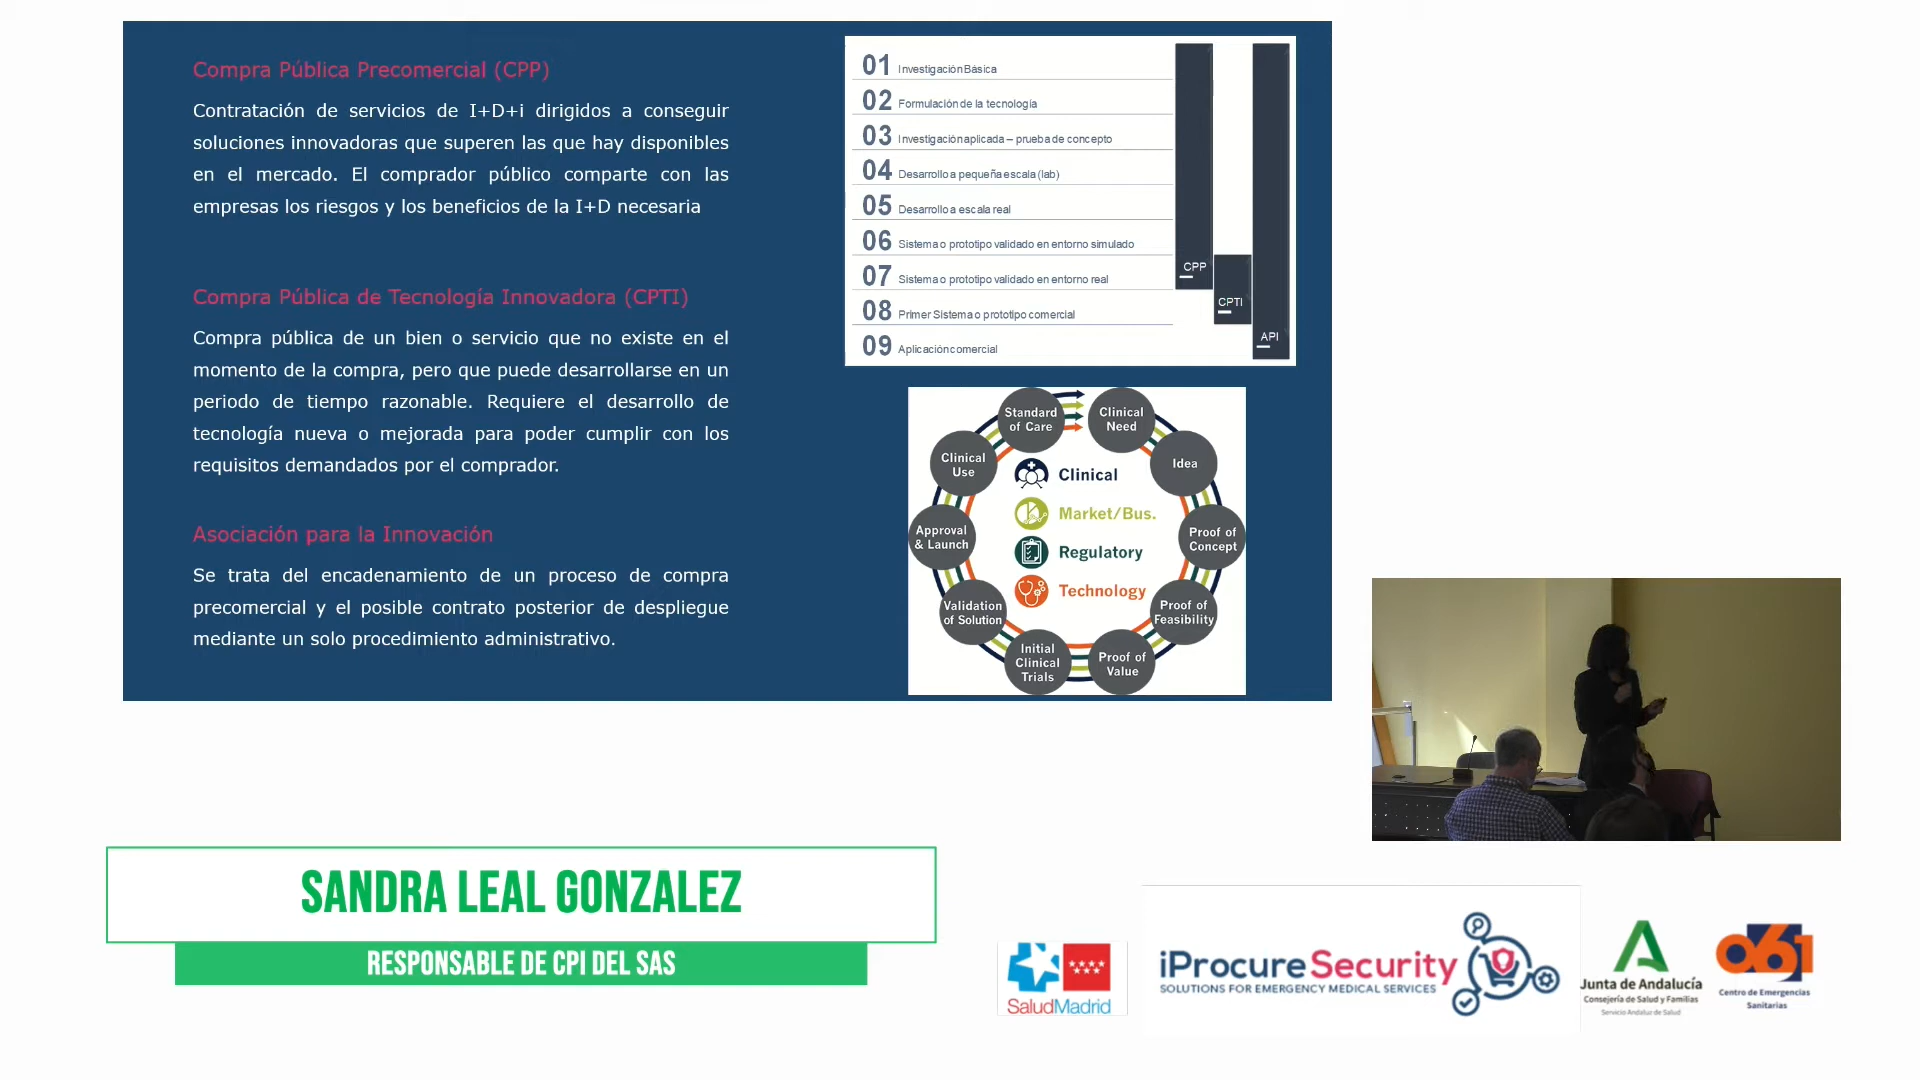 Compra Pública Precomercial (CPP)
Contratación de servicios de I+D+i dirigidos a conseguir
soluciones innovadoras que superen las que hay disponibles
en el mercado. El comprador público comparte con las
empresas los riesgos y los beneficios de la I+D necesaria
Compra Pública de Tecnología Innovadora (CPTI)
Compra pública de un bien o servicio que no existe en el
momento de la compra, pero que puede desarrollarse en un
periodo de tiempo razonable. Requiere el desarrollo de
tecnología nueva o mejorada para poder cumplir con los
requisitos demandados por el comprador.
Asociación para la Innovación
Se trata del encadenamiento de un proceso de compra
precomercial y el posible contrato posterior de despliegue
mediante un solo procedimiento administrativo.
01 Investigación Básica
02 Formulación de la tecnología
03 Investigación aplicada – prueba de concepto
04 Desarrollo a pequeña escala (lab)
05 Desarrollo a escala real
06 Sistema o prototipo validado en entorno simulado
07 Sistema o prototipo validado en entorno real
08 Primer Sistema o prototipo comercial
09 Aplicación comercial
CPP
CPTI
API
Standard
of Care
Clinical
Need
Idea
Proof of
Concept
Proof of
Feasibility
Proof of
Value
Initial
Clinical
Trials
Validation
of Solution
Approval
& Launch
Clinical
Use
Clinical
Market/Bus.
Regulatory
Technology
SANDRA LEAL GONZALEZ
RESPONSABLE DE CPI DEL SAS
SaludMadrid
iProcureSecurity
SOLUTIONS FOR EMERGENCY MEDICAL SERVICES
Junta de Andalucía
Consejería de Salud y Familias
Servicio Andaluz de Salud
061
Centro de Emergencias
Sanitarias